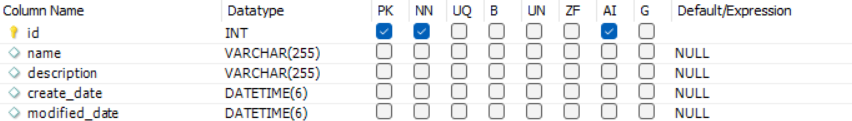 Column Name Datatype PK NN UQ B UN ZF AI G Default/Expression
id INT
name VARCHAR(255) NULL
description VARCHAR(255) NULL
create_date DATETIME(6) NULL
modified_date DATETIME(6) NULL